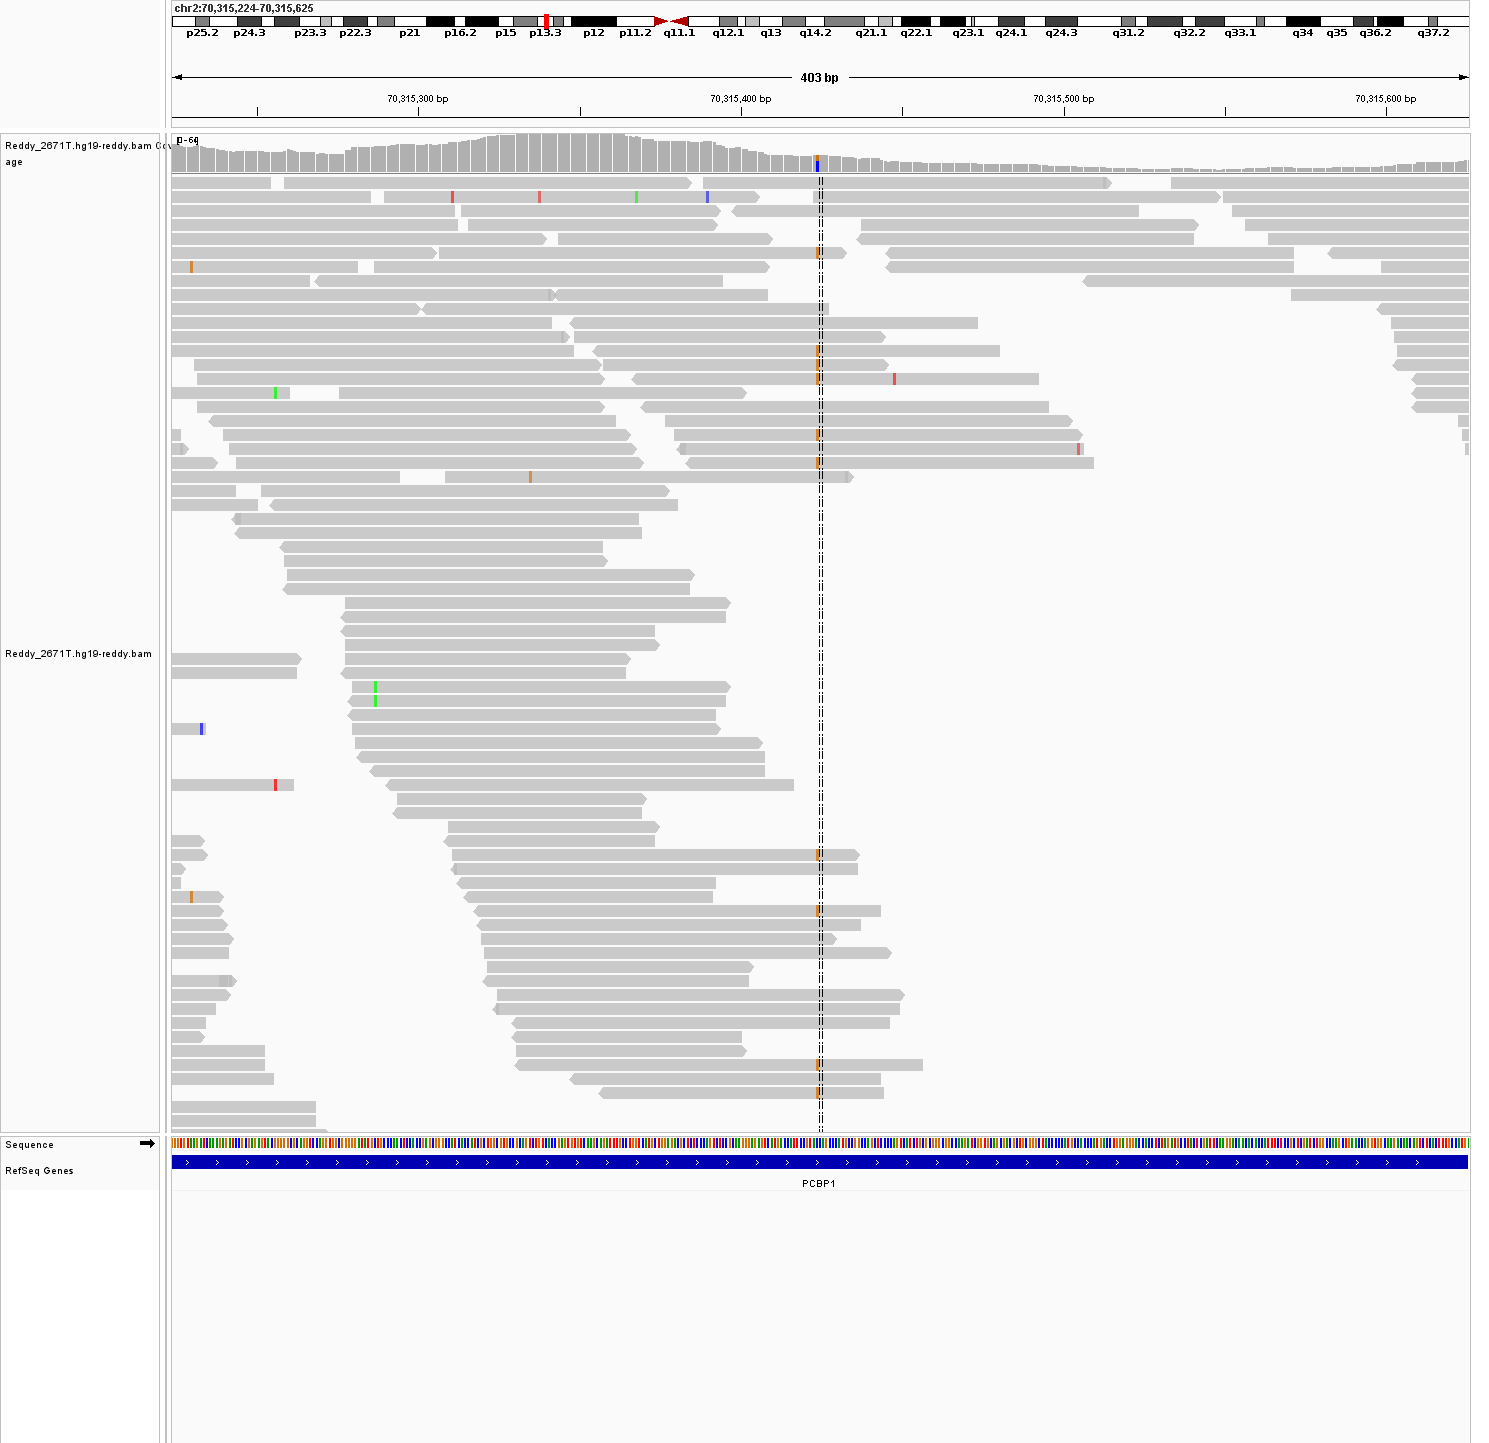 chr2:70,315,224-70,315,625
p25.2 p24.3 p23.3 p22.3 p21 p16.2 p15 p13.3 p12 p11.2 q11.1 q12.1 q13 q14.2 q21.1 q22.1 q23.1 q24.1 q24.3 q31.2 q32.2 q33.1 q34 q35 q36.2 q37.2
403 bp
70,315,300 bp 70,315,400 bp 70,315,500 bp 70,315,600 bp
Reddy_2671T.hg19-reddy.bam Cov
age
Reddy_2671T.hg19-reddy.bam
Sequence
RefSeq Genes
PCBP1